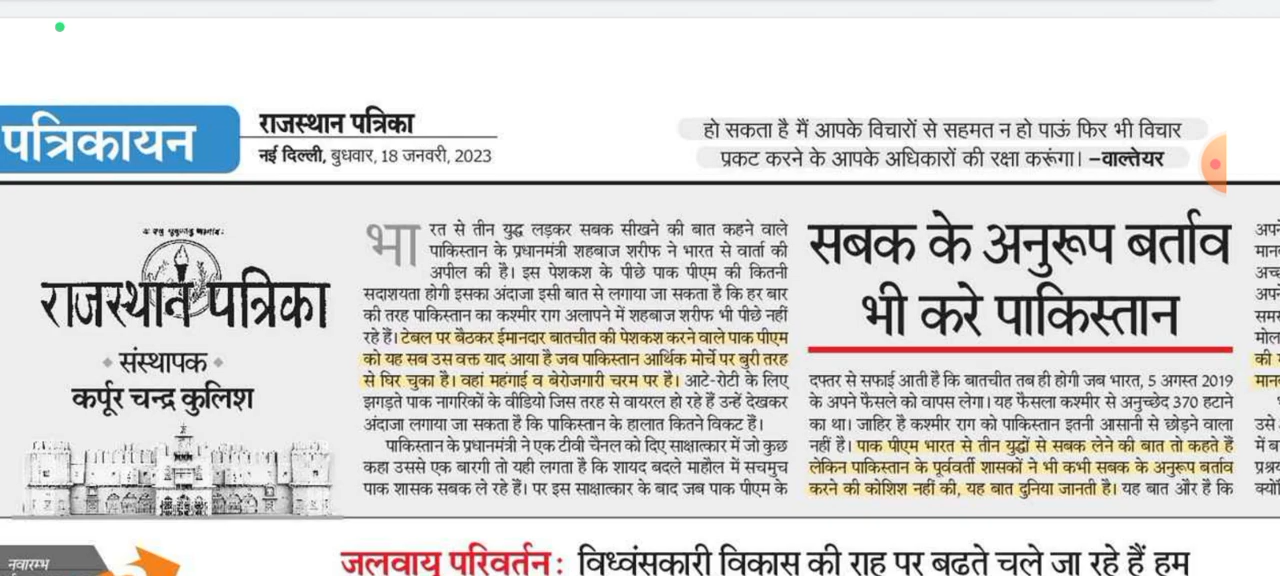 पत्रिकायन
राजस्थान पत्रिका
नई दिल्ली, बुधवार, 18 जनवरी, 2023
हो सकता है मैं आपके विचारों से सहमत न हो पाऊं फिर भी विचार
प्रकट करने के आपके अधिकारों की रक्षा करूंगा। –वाल्तेयर
राजस्थान पत्रिका
संस्थापक
कर्पूर चन्द्र कुलिश
भारत से तीन युद्ध लड़कर सबक सीखने की बात कहने वाले
पाकिस्तान के प्रधानमंत्री शहबाज शरीफ ने भारत से वार्ता की
अपील की है। इस पेशकश के पीछे पाक पीएम की कितनी
सदाशयता होगी इसका अंदाजा इसी बात से लगाया जा सकता है कि हर बार
की तरह पाकिस्तान का कश्मीर राग अलापने में शहबाज शरीफ भी पीछे नहीं
रहे हैं। टेबल पर बैठकर ईमानदार बातचीत की पेशकश करने वाले पाक पीएम
को यह सब उस वक्त याद आया है जब पाकिस्तान आर्थिक मोर्चे पर बुरी तरह
से घिर चुका है। वहां महंगाई व बेरोजगारी चरम पर है। आटे-रोटी के लिए
झगड़ते पाक नागरिकों के वीडियो जिस तरह से वायरल हो रहे हैं उन्हें देखकर
अंदाजा लगाया जा सकता है कि पाकिस्तान के हालात कितने विकट हैं।
पाकिस्तान के प्रधानमंत्री ने एक टीवी चैनल को दिए साक्षात्कार में जो कुछ
कहा उससे एक बारगी तो यही लगता है कि शायद बदले माहौल में सचमुच
पाक शासक सबक ले रहे हैं। पर इस साक्षात्कार के बाद जब पाक पीएम के
सबक के अनुरूप बर्ताव
भी करे पाकिस्तान
दफ्तर से सफाई आती है कि बातचीत तब ही होगी जब भारत, 5 अगस्त 2019
के अपने फैसले को वापस लेगा। यह फैसला कश्मीर से अनुच्छेद 370 हटाने
का था। जाहिर है कश्मीर राग को पाकिस्तान इतनी आसानी से छोड़ने वाला
नहीं है। पाक पीएम भारत से तीन युद्धों से सबक लेने की बात तो कहते हैं
लेकिन पाकिस्तान के पूर्ववर्ती शासकों ने भी कभी सबक के अनुरूप बर्ताव
करने की कोशिश नहीं की, यह बात दुनिया जानती है। यह बात और है कि
नवारम्भ
जलवायु परिवर्तन: विध्वंसकारी विकास की राह पर बढते चले जा रहे हैं हम